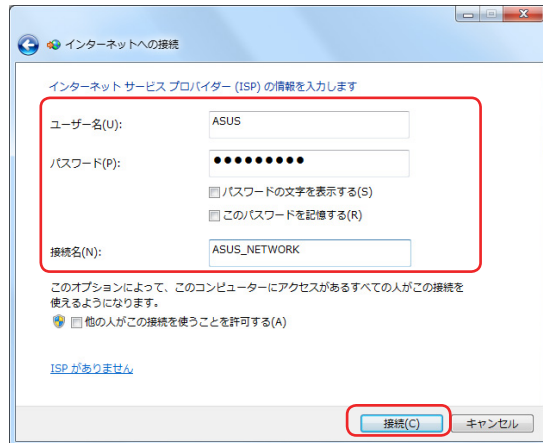 インターネットへの接続
インターネット サービス プロバイダー (ISP) の情報を入力します
ユーザー名(U):
ASUS
パスワード(P):
●●●●●●●●●
パスワードの文字を表示する(S)
このパスワードを記憶する(R)
接続名(N):
ASUS_NETWORK
このオプションによって、このコンピューターにアクセスがあるすべての人がこの接続を
使えるようになります。
他の人がこの接続を使うことを許可する(A)
ISP がありません
接続(C)
キャンセル